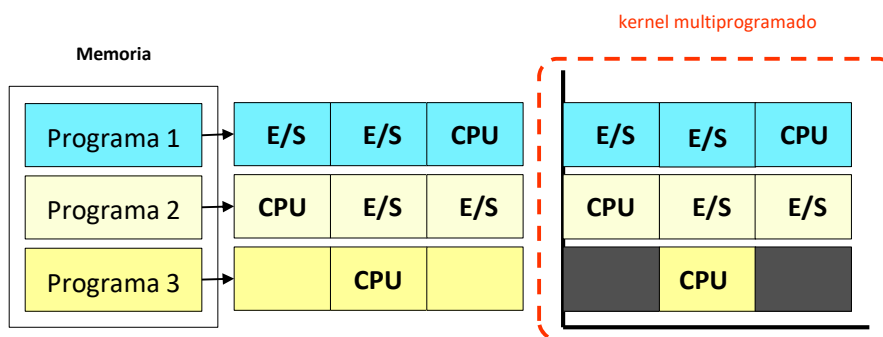 kernel multiprogramado
Memoria
Programa 1
E/S
E/S
CPU
E/S
E/S
CPU
Programa 2
CPU
E/S
E/S
CPU
E/S
E/S
Programa 3
CPU
CPU